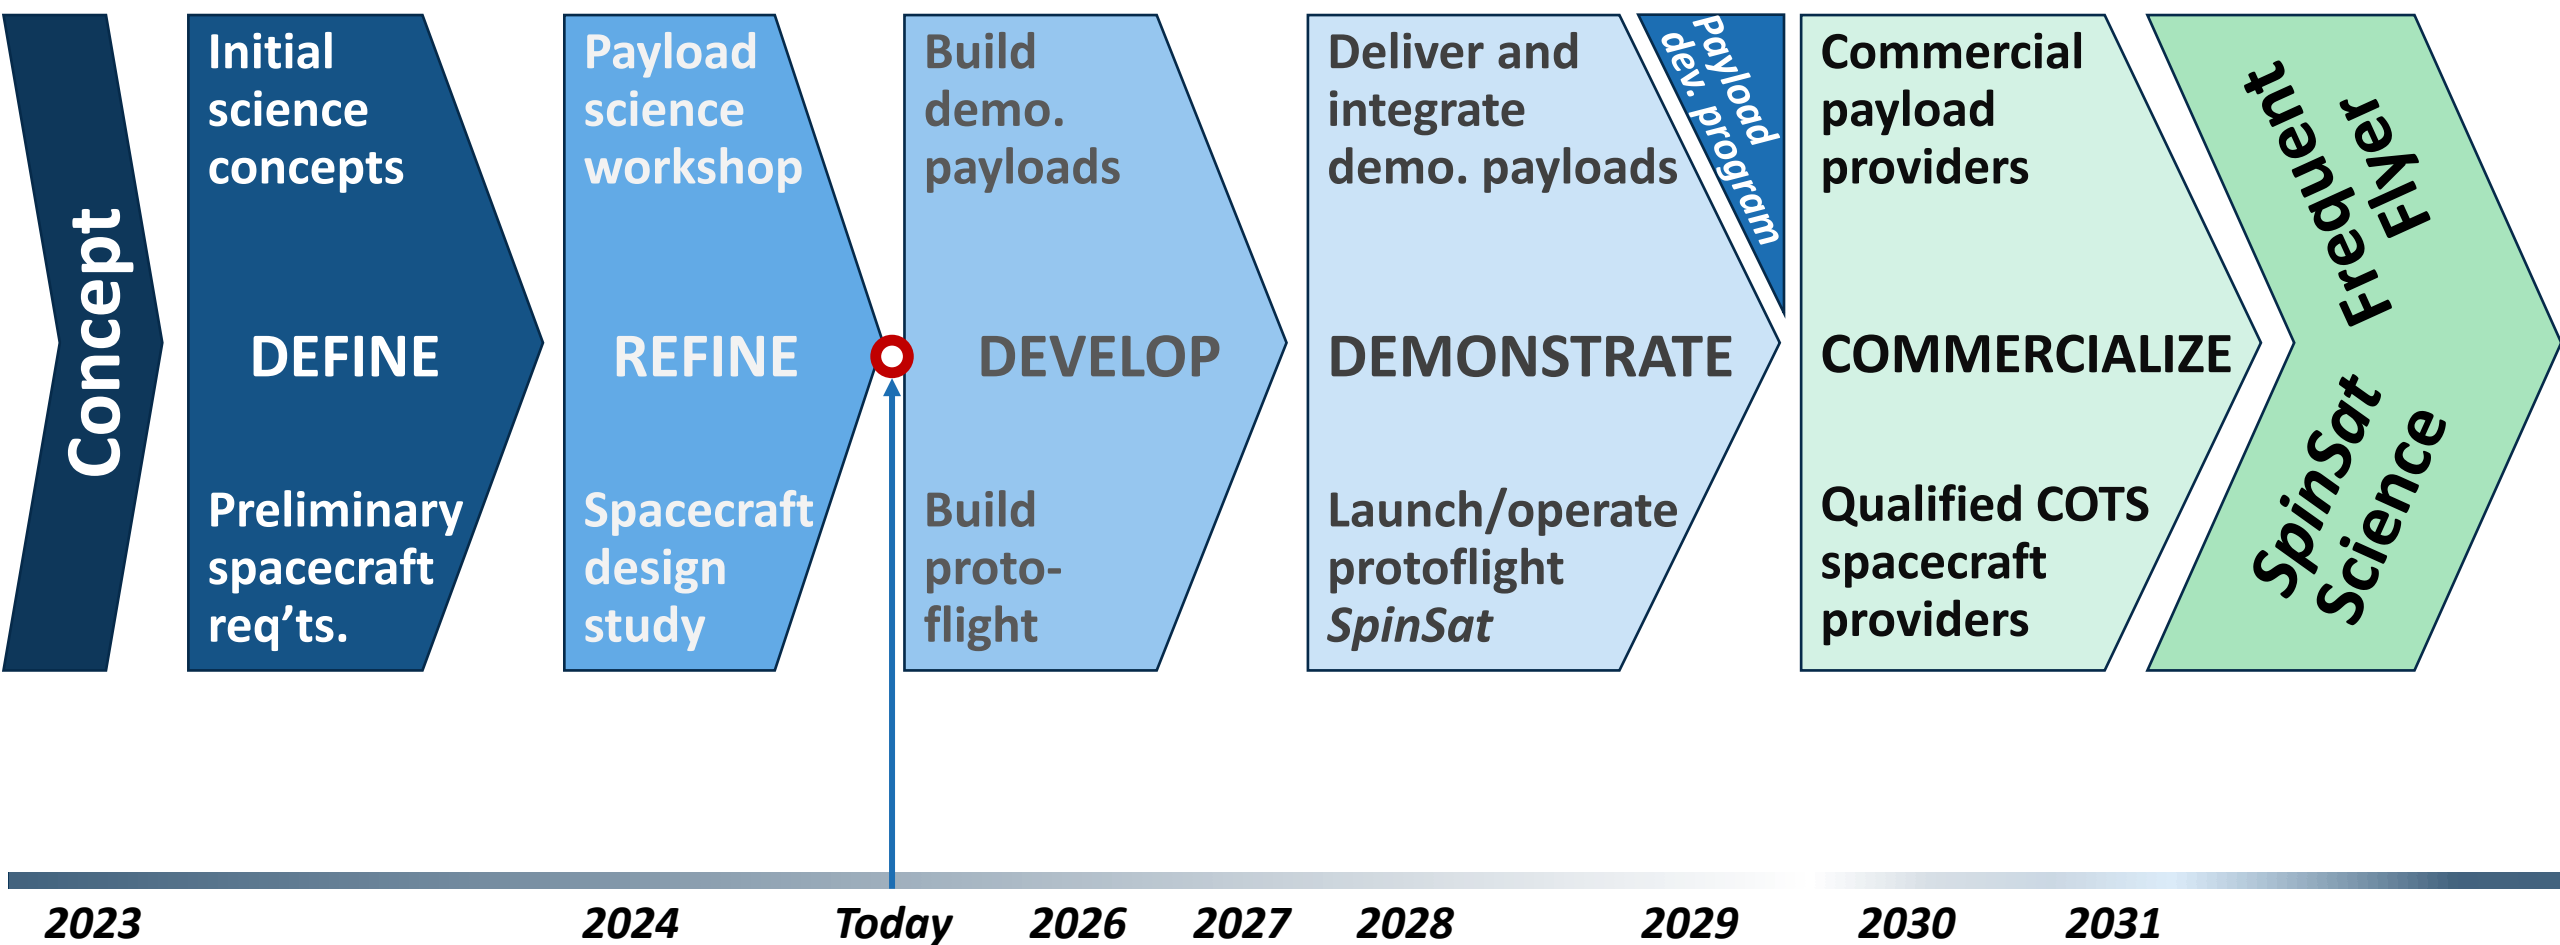 Concept
Initial
science
concepts
DEFINE
Preliminary
spacecraft
req’ts.
Payload
science
workshop
REFINE
Spacecraft
design
study
Build
demo.
payloads
DEVELOP
Build
proto-
flight
Deliver and
integrate
demo. payloads
DEMONSTRATE
Launch/operate
protoflight
SpinSat
Payload
dev. program
Commercial
payload
providers
COMMERCIALIZE
Qualified COTS
spacecraft
providers
Frequent
Flyer
SpinSat
Science
2023
2024
Today
2026
2027
2028
2029
2030
2031